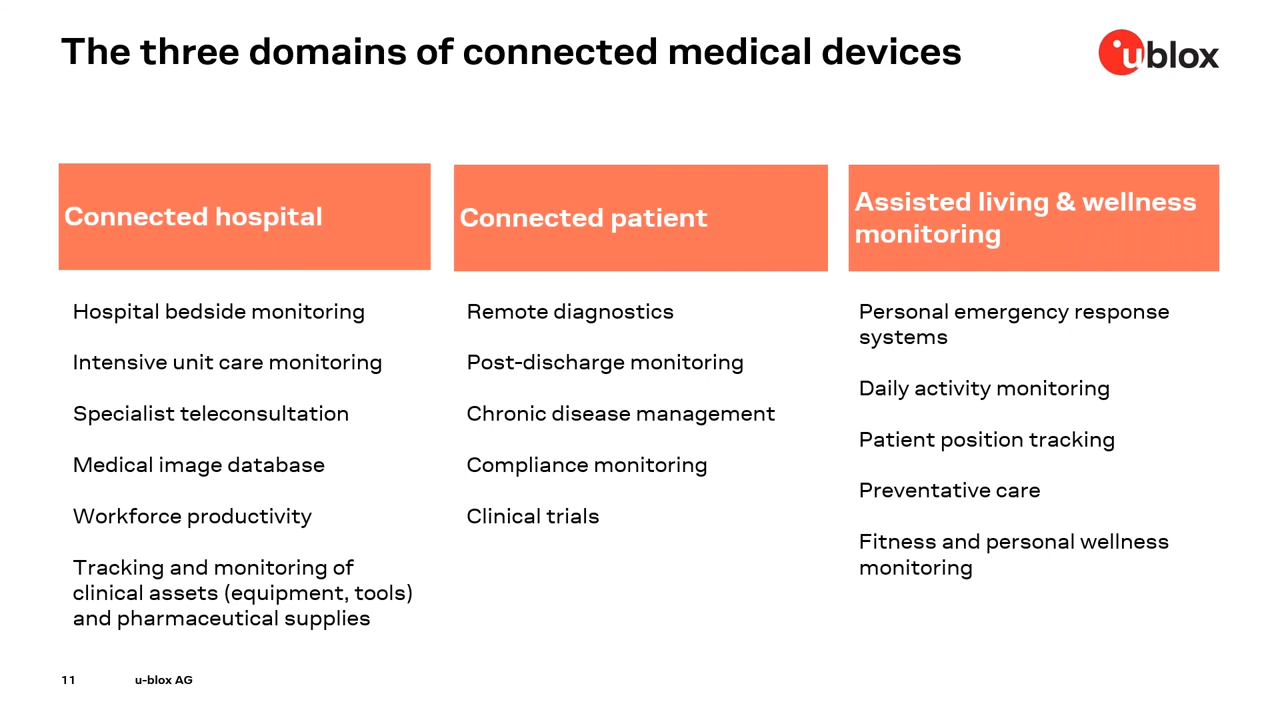 The three domains of connected medical devices
ublox
Connected hospital
Hospital bedside monitoring
Intensive unit care monitoring
Specialist teleconsultation
Medical image database
Workforce productivity
Tracking and monitoring of
clinical assets (equipment, tools)
and pharmaceutical supplies
Connected patient
Remote diagnostics
Post-discharge monitoring
Chronic disease management
Compliance monitoring
Clinical trials
Assisted living & wellness
monitoring
Personal emergency response
systems
Daily activity monitoring
Patient position tracking
Preventative care
Fitness and personal wellness
monitoring
11
u-blox AG